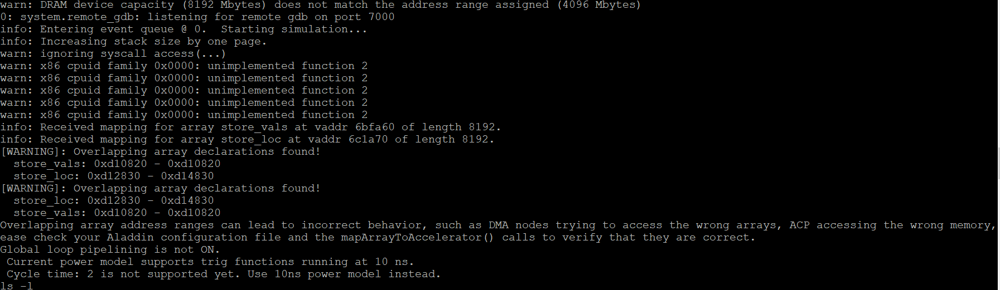 warn: DRAM device capacity (8192 Mbytes) does not match the address range assigned (4096 Mbytes)
0: system.remote_gdb: listening for remote gdb on port 7000
info: Entering event queue @ 0.  Starting simulation...
info: Increasing stack size by one page.
warn: ignoring syscall access(...)
warn: x86 cpuid family 0x0000: unimplemented function 2
warn: x86 cpuid family 0x0000: unimplemented function 2
warn: x86 cpuid family 0x0000: unimplemented function 2
warn: x86 cpuid family 0x0000: unimplemented function 2
warn: x86 cpuid family 0x0000: unimplemented function 2
info: Received mapping for array store_vals at vaddr 6bfa60 of length 8192.
info: Received mapping for array store_loc at vaddr 6c1a70 of length 8192.
[WARNING]: Overlapping array declarations found!
  store_vals: 0xd10820 - 0xd10820
  store_loc: 0xd12830 - 0xd14830
[WARNING]: Overlapping array declarations found!
  store_loc: 0xd12830 - 0xd14830
  store_vals: 0xd10820 - 0xd10820
Overlapping array address ranges can lead to incorrect behavior, such as DMA nodes trying to access the wrong arrays, ACP accessing the wrong memory,
ease check your Aladdin configuration file and the mapArrayToAccelerator() calls to verify that they are correct.
Global loop pipelining is not ON.
 Current power model supports trig functions running at 10 ns.
 Cycle time: 2 is not supported yet. Use 10ns power model instead.
ls -l